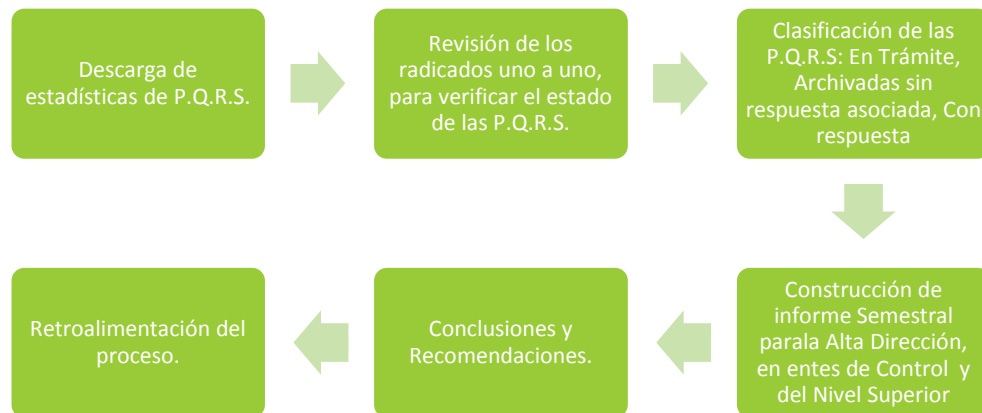 Descarga de
estadísticas de P.Q.R.S.
Revisión de los
radicados uno a uno,
para verificar el estado
de las P.Q.R.S.
Clasificación de las
P.Q.R.S: En Trámite,
Archivadas sin
respuesta asociada, Con
respuesta
Construcción de
informe Semestral
parala Alta Dirección,
en entes de Control y
del Nivel Superior
Conclusiones y
Recomendaciones.
Retroalimentación del
proceso.